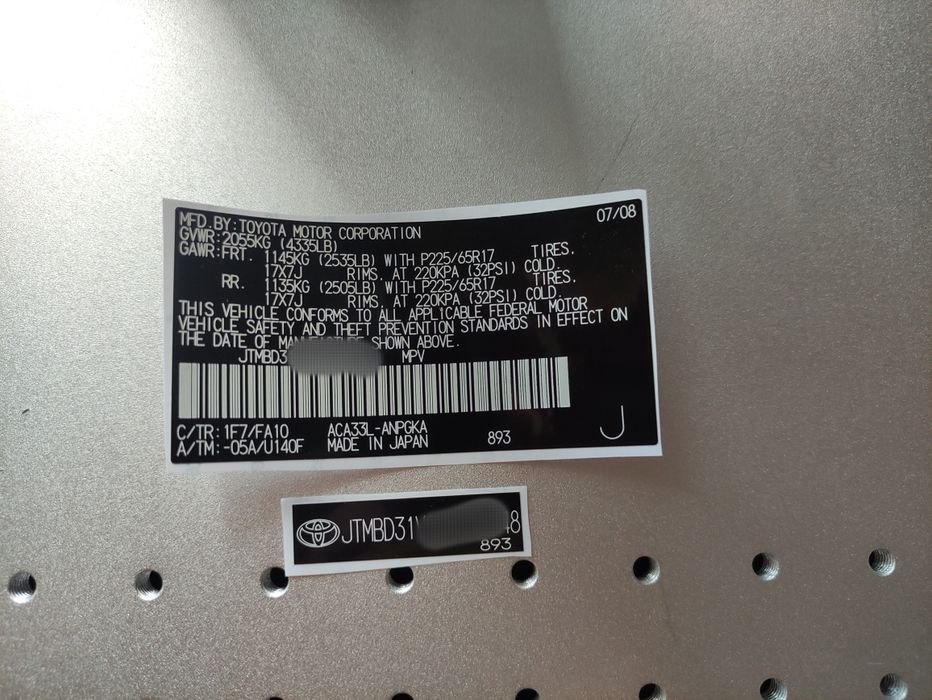 07/08
MFD.BY:TOYOTA MOTOR CORPORATION
GVWR:2055KG (4335LB)
GAWR:FRT. 1145KG (2535LB) WITH P225/65R17 TIRES.
17X7J RIMS, AT 220KPA (32PSI) COLD.
RR. 1135KG (2505LB) WITH P225/65R17 TIRES.
17X7J RIMS, AT 220KPA (32PSI) COLD.
THIS VEHICLE CONFORMS TO ALL APPLICABLE FEDERAL MOTOR
VEHICLE SAFETY AND THEFT PREVENTION STANDARDS IN EFFECT ON
THE DATE OF MANUFACTURE SHOWN ABOVE.
JTMBD3 MPV
C/TR:1F7/FA10 ACA33L-ANPGKA
A/TM:-05A/U140F MADE IN JAPAN 893
J
JTMBD31 8
893